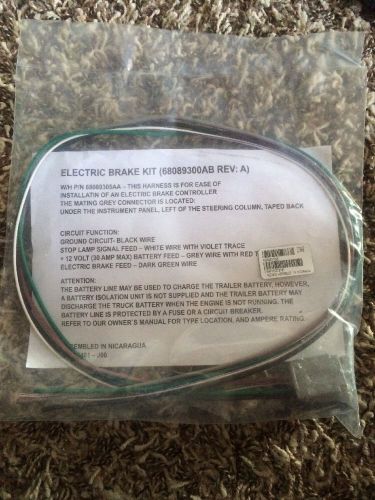 ELECTRIC BRAKE KIT (68089300AB REV: A)
W/H P/N 68089305AA - THIS HARNESS IS FOR EASE OF
INSTALLATIN OF AN ELECTRIC BRAKE CONTROLLER
THE MATING GREY CONNECTOR IS LOCATED:
UNDER THE INSTRUMENT PANEL, LEFT OF THE STEERING COLUMN, TAPED BACK
CIRCUIT FUNCTION:
GROUND CIRCUIT- BLACK WIRE
STOP LAMP SIGNAL FEED - WHITE WIRE WITH VIOLET TRACE
+ 12 VOLT (30 AMP MAX) BATTERY FEED - GREY WIRE WITH RED T
ELECTRIC BRAKE FEED - DARK GREEN WIRE
ATTENTION:
THE BATTERY LINE MAY BE USED TO CHARGE THE TRAILER BATTERY, HOWEVER,
A BATTERY ISOLATION UNIT IS NOT SUPPLIED AND THE TRAILER BATTERY MAY
DISCHARGE THE TRUCK BATTERY WHEN THE ENGINE IS NOT RUNNING. THE
BATTERY LINE IS PROTECTED BY A FUSE OR A CIRCUIT BREAKER.
REFER TO OUR OWNER'S MANUAL FOR TYPE LOCATION, AND AMPERE RATING.
SSEMBLED IN NICARAGUA